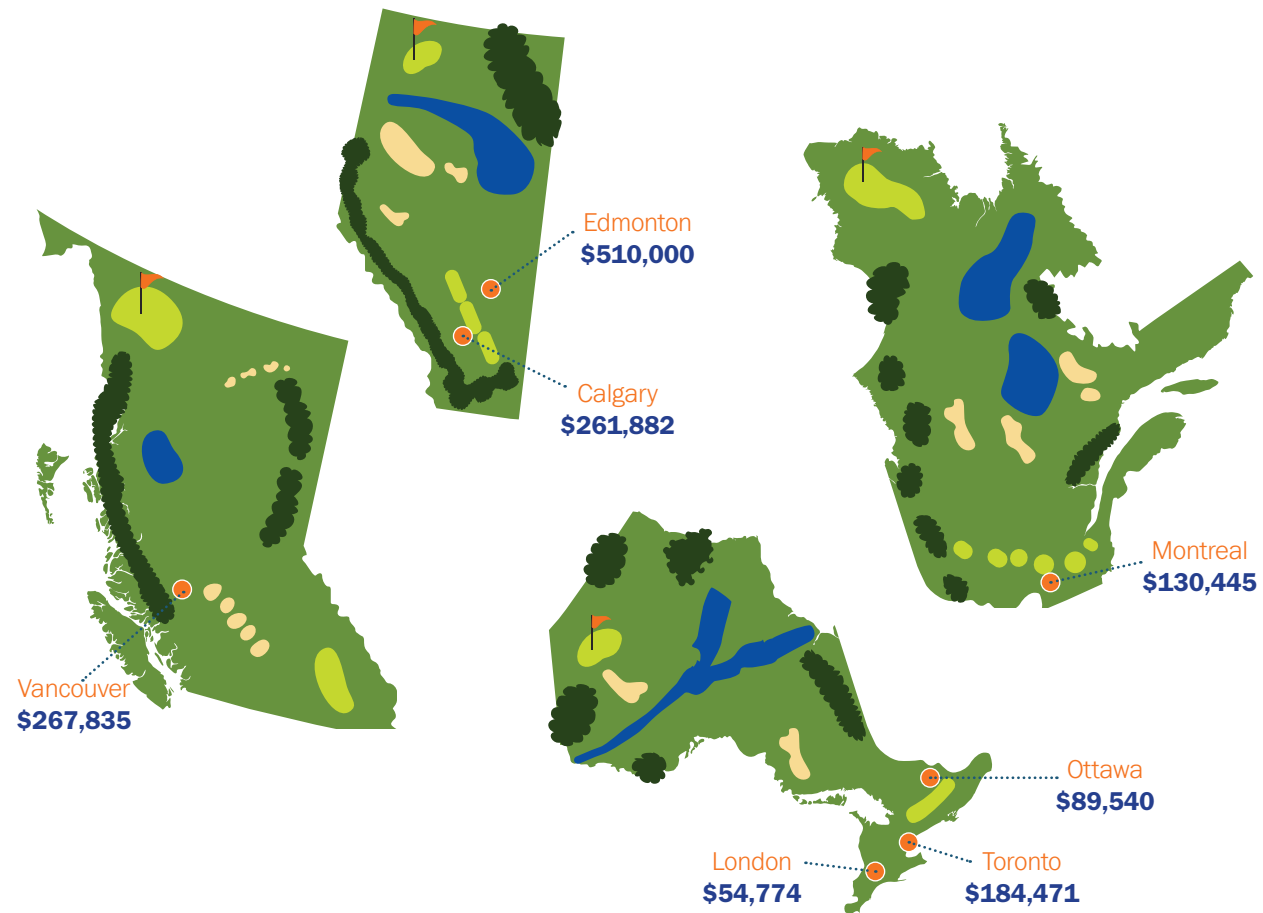 Edmonton
$510,000
Calgary
$261,882
Montreal
$130,445
Vancouver
$267,835
Ottawa
$89,540
London
$54,774
Toronto
$184,471